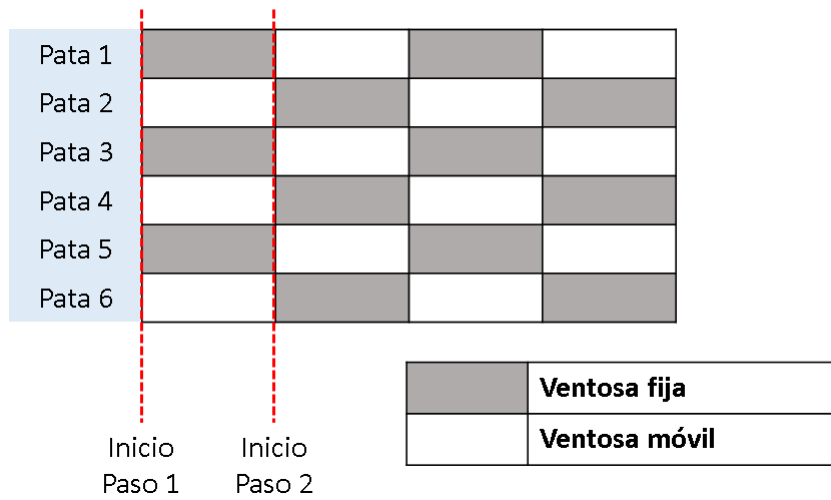 Pata 1
Pata 2
Pata 3
Pata 4
Pata 5
Pata 6
Ventosa fija
Ventosa móvil
Inicio
Paso 1
Inicio
Paso 2